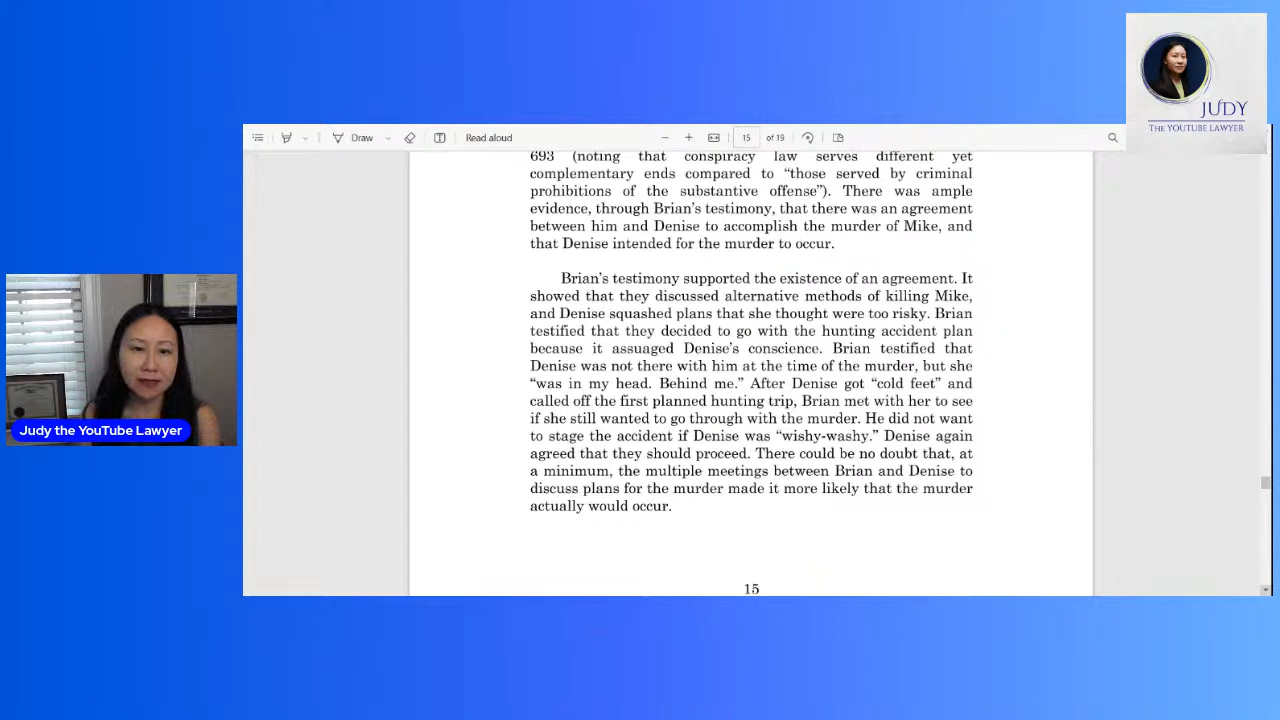 JUDY
THE YOUTUBE LAWYER
Draw
Read aloud
15
of 19
693 (noting that conspiracy law serves different yet
complementary ends compared to “those served by criminal
prohibitions of the substantive offense”). There was ample
evidence, through Brian’s testimony, that there was an agreement
between him and Denise to accomplish the murder of Mike, and
that Denise intended for the murder to occur.
Brian’s testimony supported the existence of an agreement. It
showed that they discussed alternative methods of killing Mike,
and Denise squashed plans that she thought were too risky. Brian
testified that they decided to go with the hunting accident plan
because it assuaged Denise’s conscience. Brian testified that
Denise was not there with him at the time of the murder, but she
“was in my head. Behind me.” After Denise got “cold feet” and
called off the first planned hunting trip, Brian met with her to see
if she still wanted to go through with the murder. He did not want
to stage the accident if Denise was “wishy-washy.” Denise again
agreed that they should proceed. There could be no doubt that, at
a minimum, the multiple meetings between Brian and Denise to
discuss plans for the murder made it more likely that the murder
actually would occur.
15
Judy the YouTube Lawyer